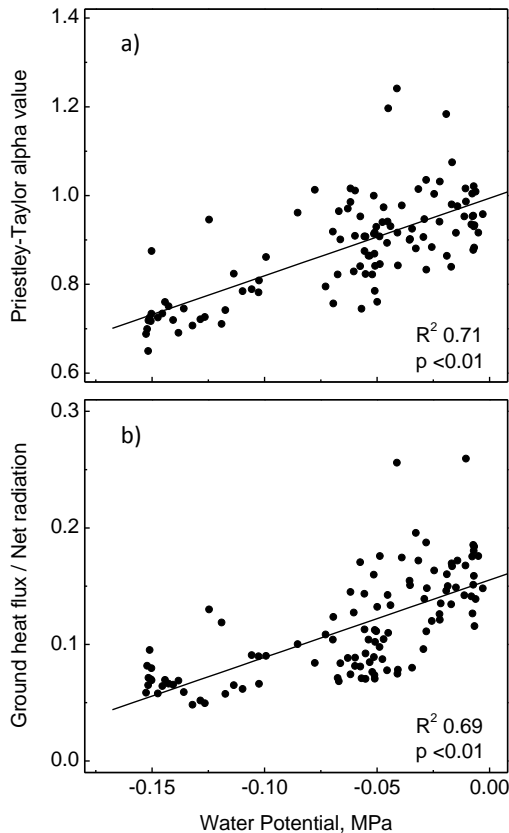 a)
1.4
1.2
1.0
0.8
0.6
Priestley-Taylor alpha value
R² 0.71
p <0.01
b)
0.3
0.2
0.1
0.0
Ground heat flux / Net radiation
R² 0.69
p <0.01
-0.15 -0.10 -0.05 0.00
Water Potential, MPa